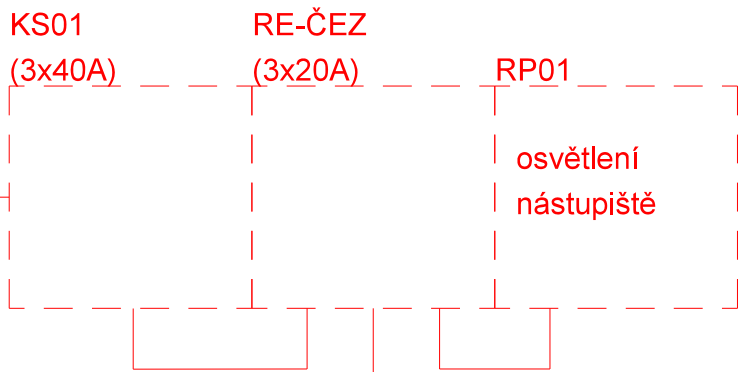 KS01
(3x40A)
RE-ČEZ
(3x20A)
RP01
osvětlení
nástupiště